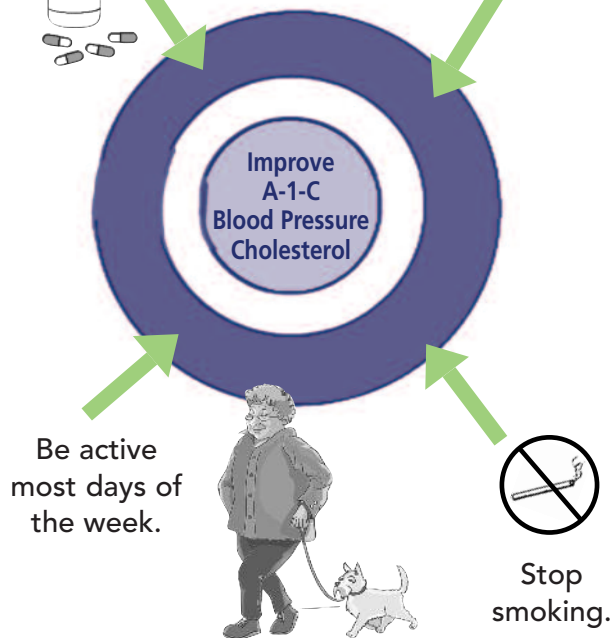 Improve
A-1-C
Blood Pressure
Cholesterol
Be active
most days of
the week.
Stop
smoking.